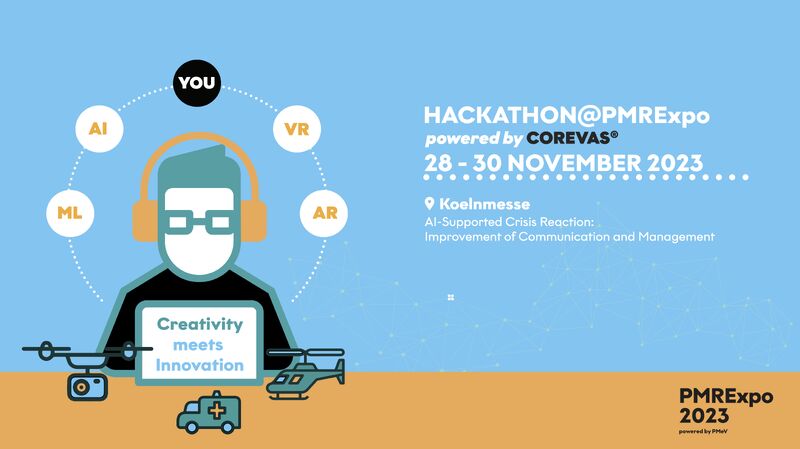 YOU
AI
VR
ML
AR
Creativity
meets
Innovation
HACKATHON@PMRExpo
powered by COREVAS®
28 - 30 NOVEMBER 2023
Koelnmesse
AI-Supported Crisis Reaction:
Improvement of Communication and Management
PMRExpo
2023
powered by PMeV